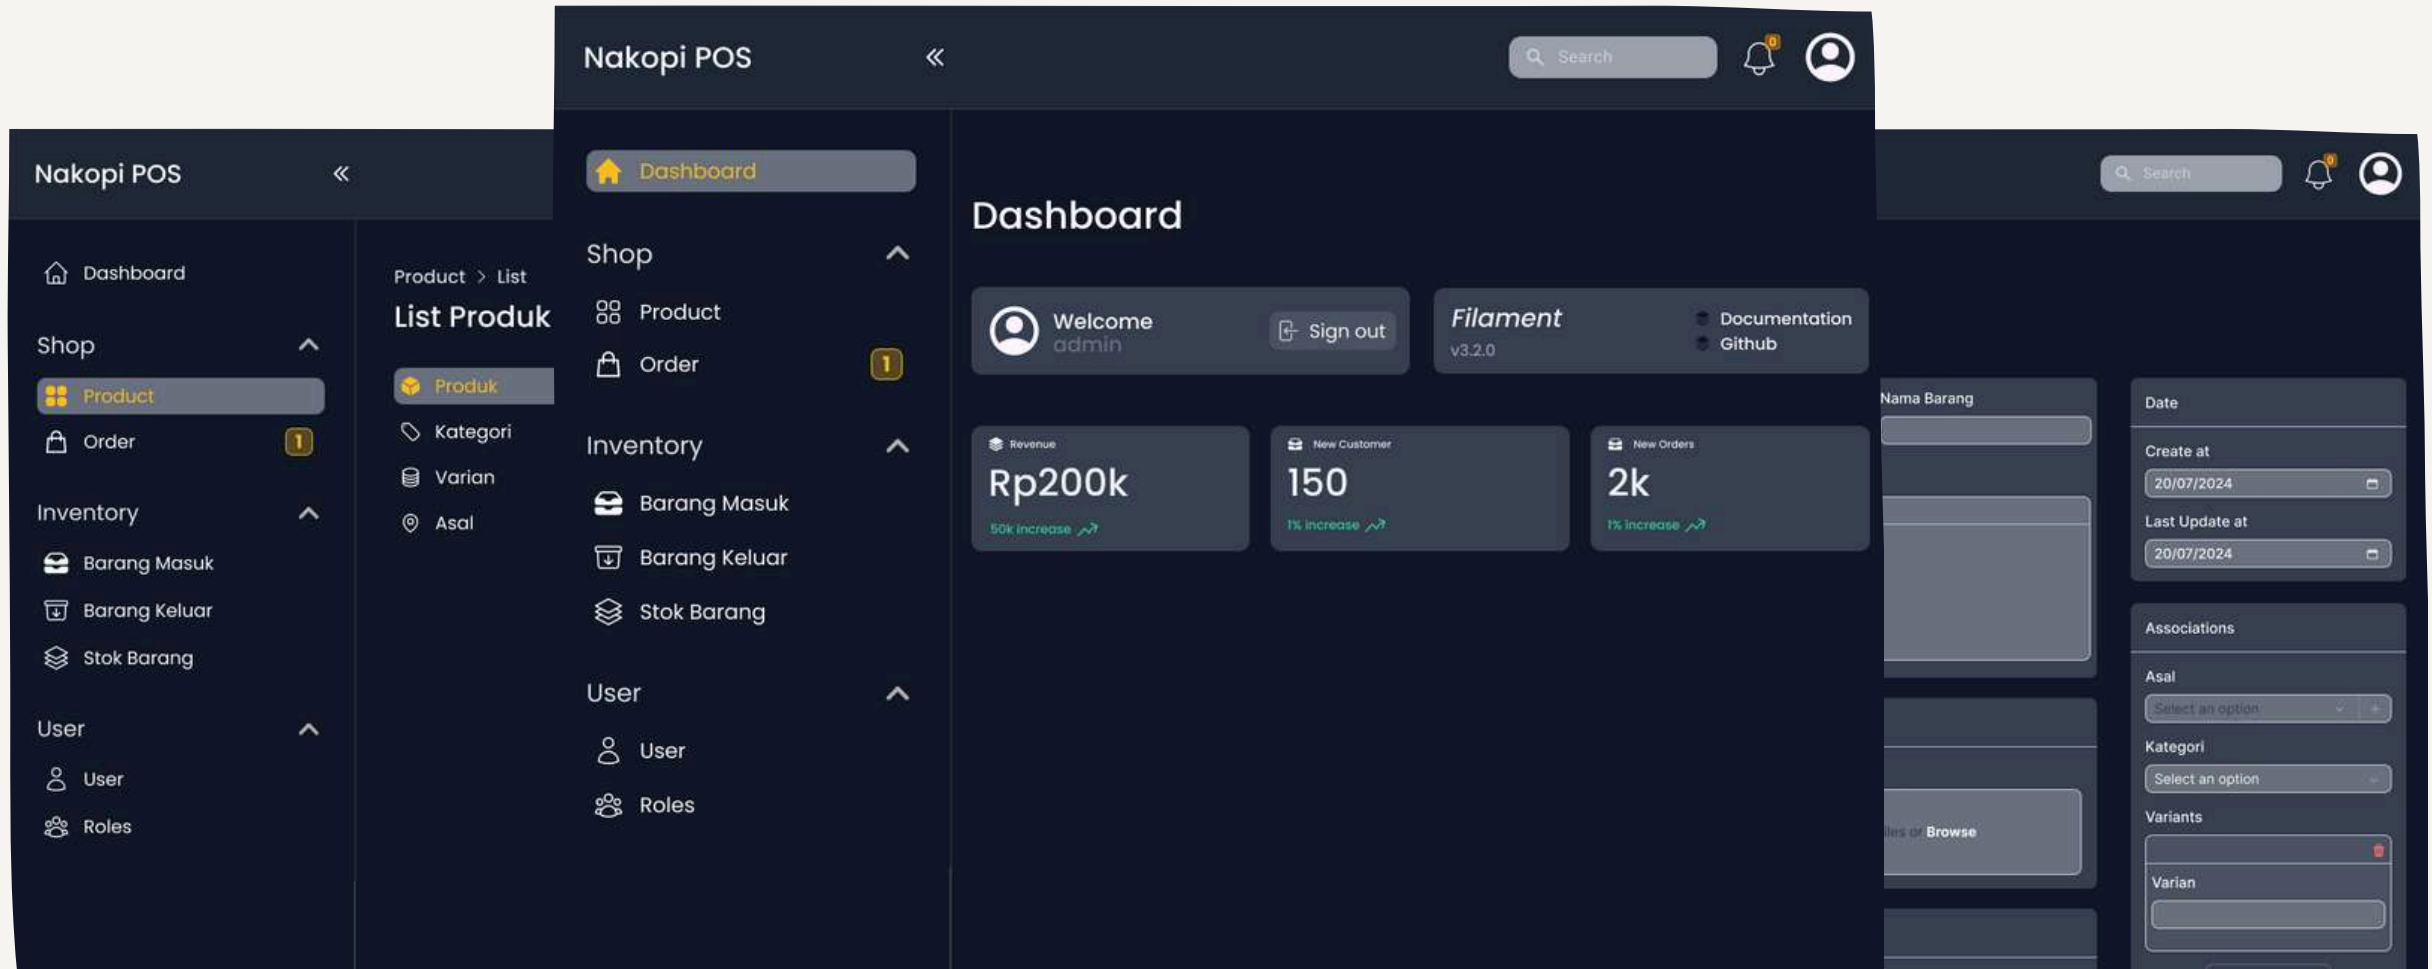 Nakopi POS
Dashboard
Shop
Product
Order
1
Inventory
Barang Masuk
Barang Keluar
Stok Barang
User
User
Roles
Product > List
List Produk
Produk
Kategori
Varian
Asal
Nakopi POS
Search
0
Dashboard
Shop
Product
Order
1
Inventory
Barang Masuk
Barang Keluar
Stok Barang
User
User
Roles
Dashboard
Welcome
admin
Sign out
Filament
v3.2.0
Documentation
Github
Revenue
Rp200k
50k increase
New Customer
150
1% increase
New Orders
2k
1% increase
Search
0
Nama Barang
or Browse
Date
Create at
20/07/2024
Last Update at
20/07/2024
Associations
Asal
Select an option
Kategori
Select an option
Variants
Varian